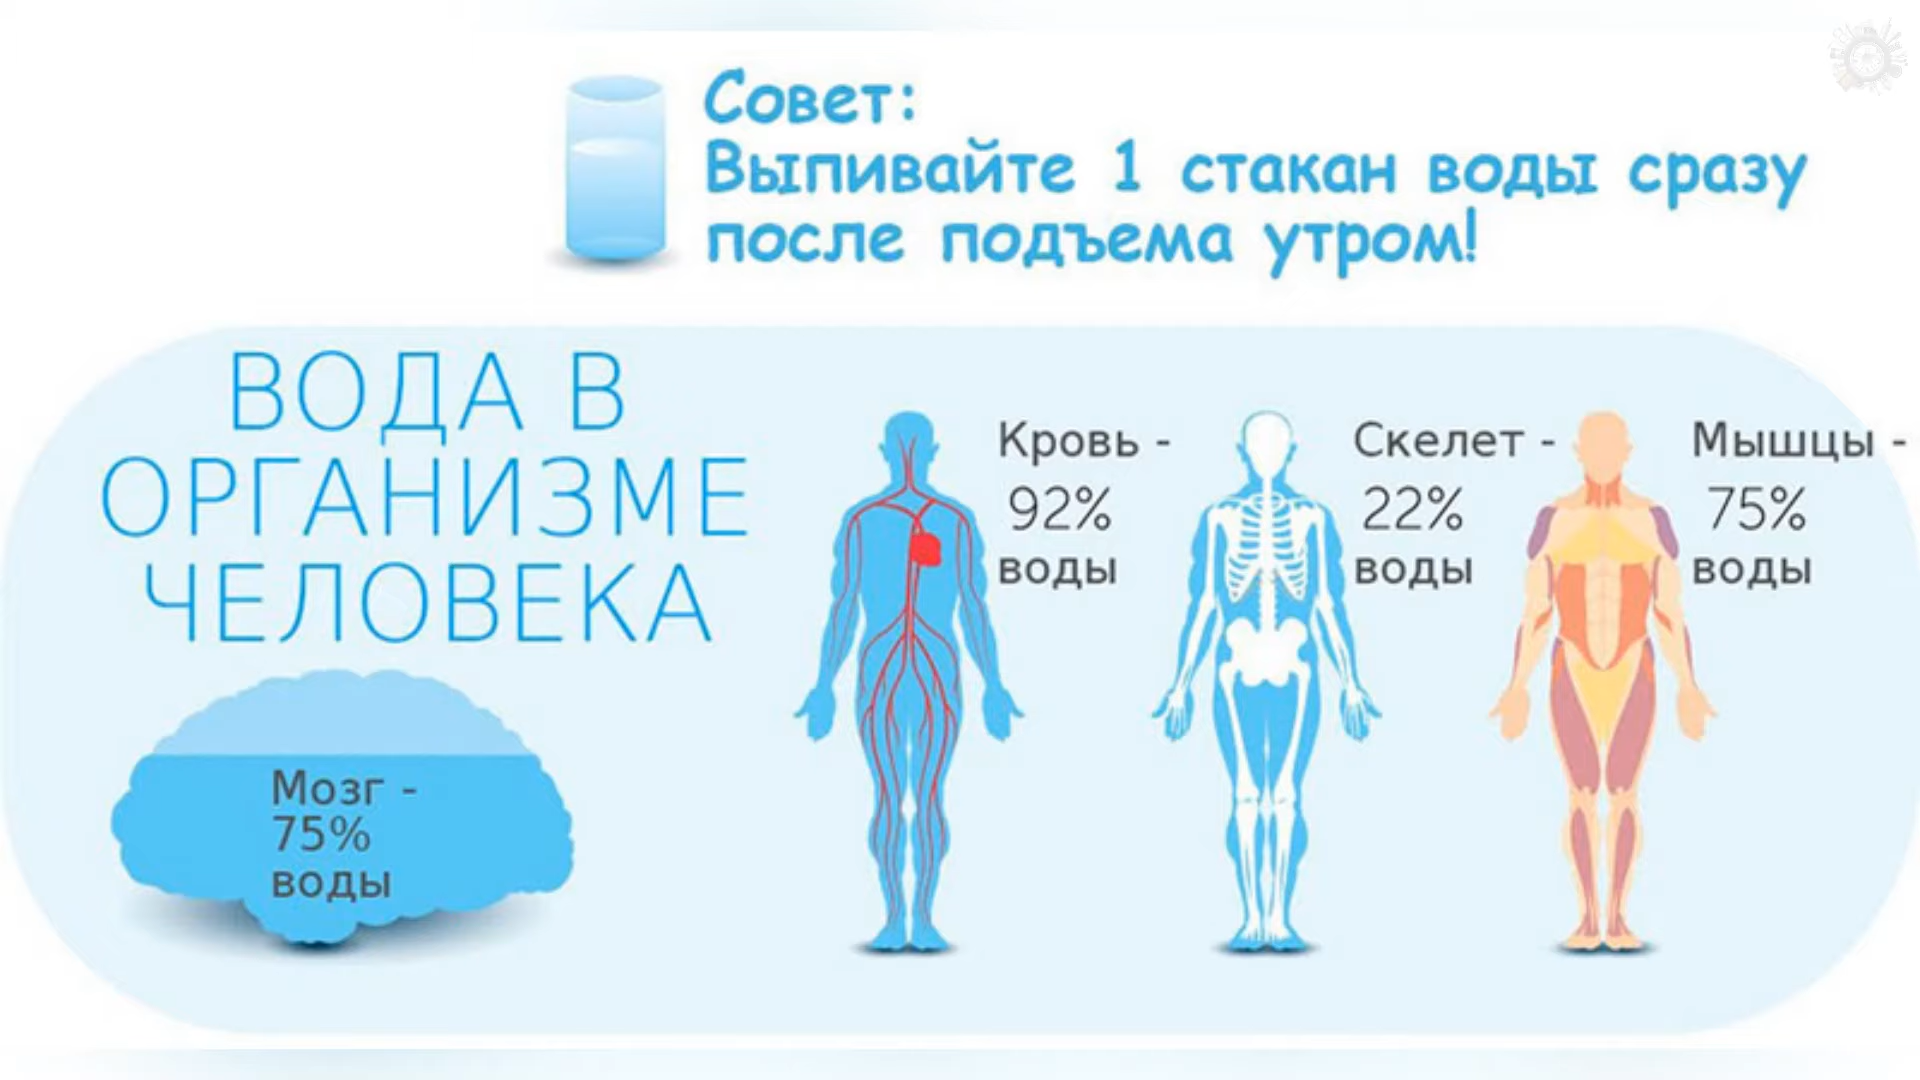 Совет:
Выпивайте 1 стакан воды сразу
после подъема утром!
ВОДА В
ОРГАНИЗМЕ
ЧЕЛОВЕКА
Мозг -
75%
воды
Кровь -
92%
воды
Скелет -
22%
воды
Мышцы -
75%
воды